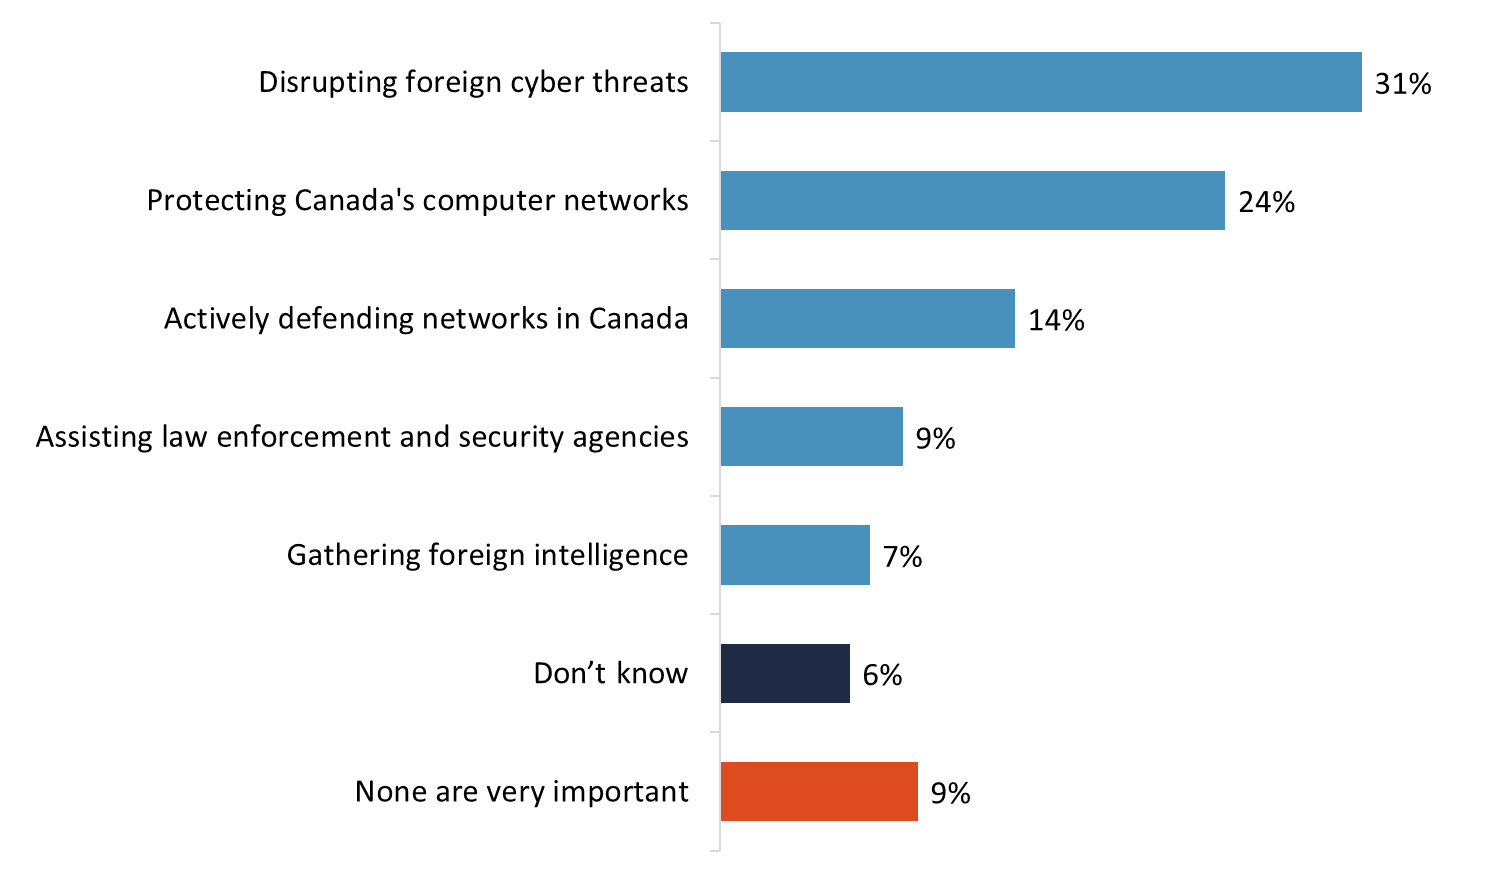 Disrupting foreign cyber threats 31%
Protecting Canada's computer networks 24%
Actively defending networks in Canada 14%
Assisting law enforcement and security agencies 9%
Gathering foreign intelligence 7%
Don’t know 6%
None are very important 9%